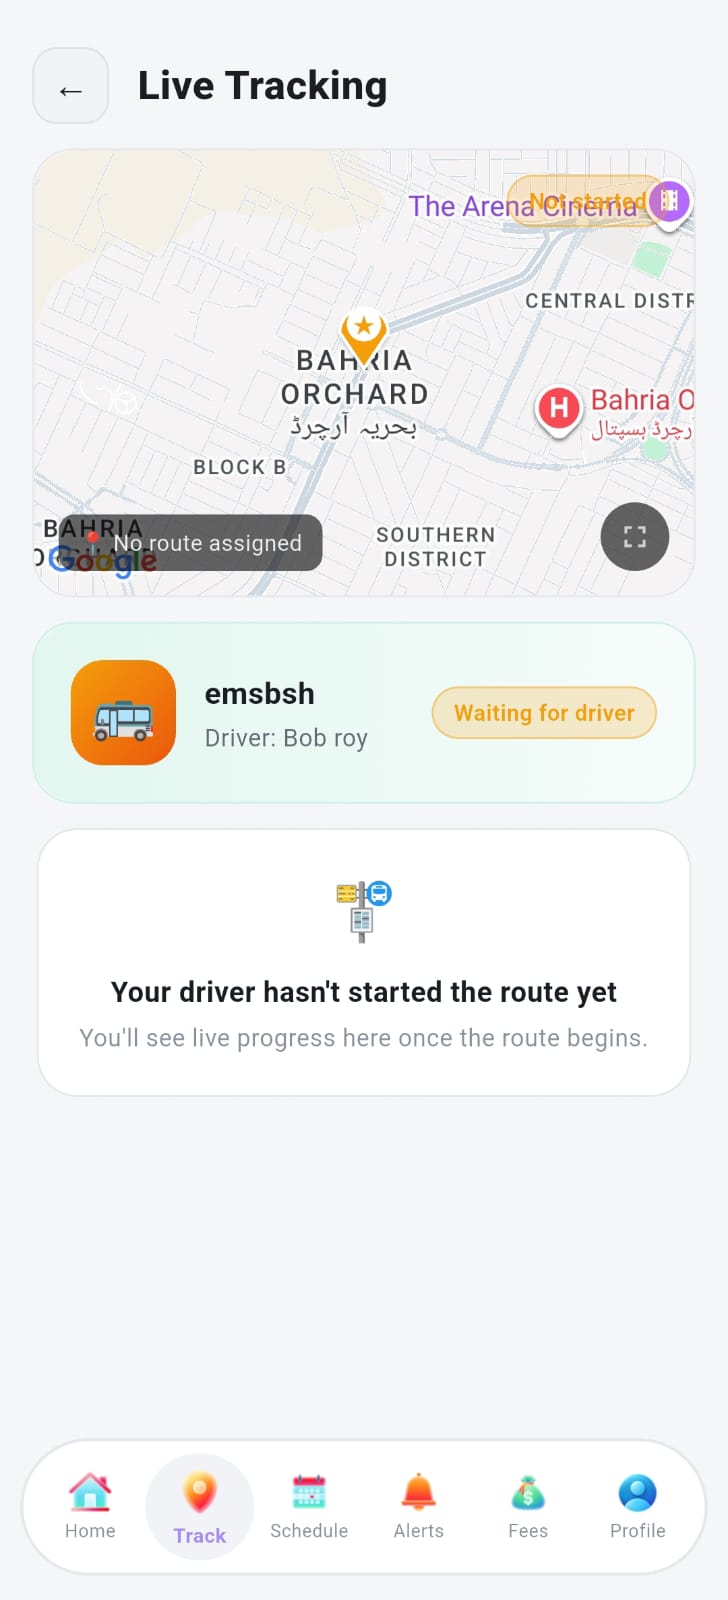 ←
Live Tracking
The Arena Cinema
Not started
CENTRAL DISTR
BAHRIA
ORCHARD
بحریہ آرچرڈ
H
Bahria O
رچرڈ ہسپتال
BLOCK B
BAHRIA
No route assigned
Google
SOUTHERN
DISTRICT
emsbsh
Driver: Bob roy
Waiting for driver
Your driver hasn't started the route yet
You'll see live progress here once the route begins.
Home
Track
Schedule
Alerts
Fees
Profile